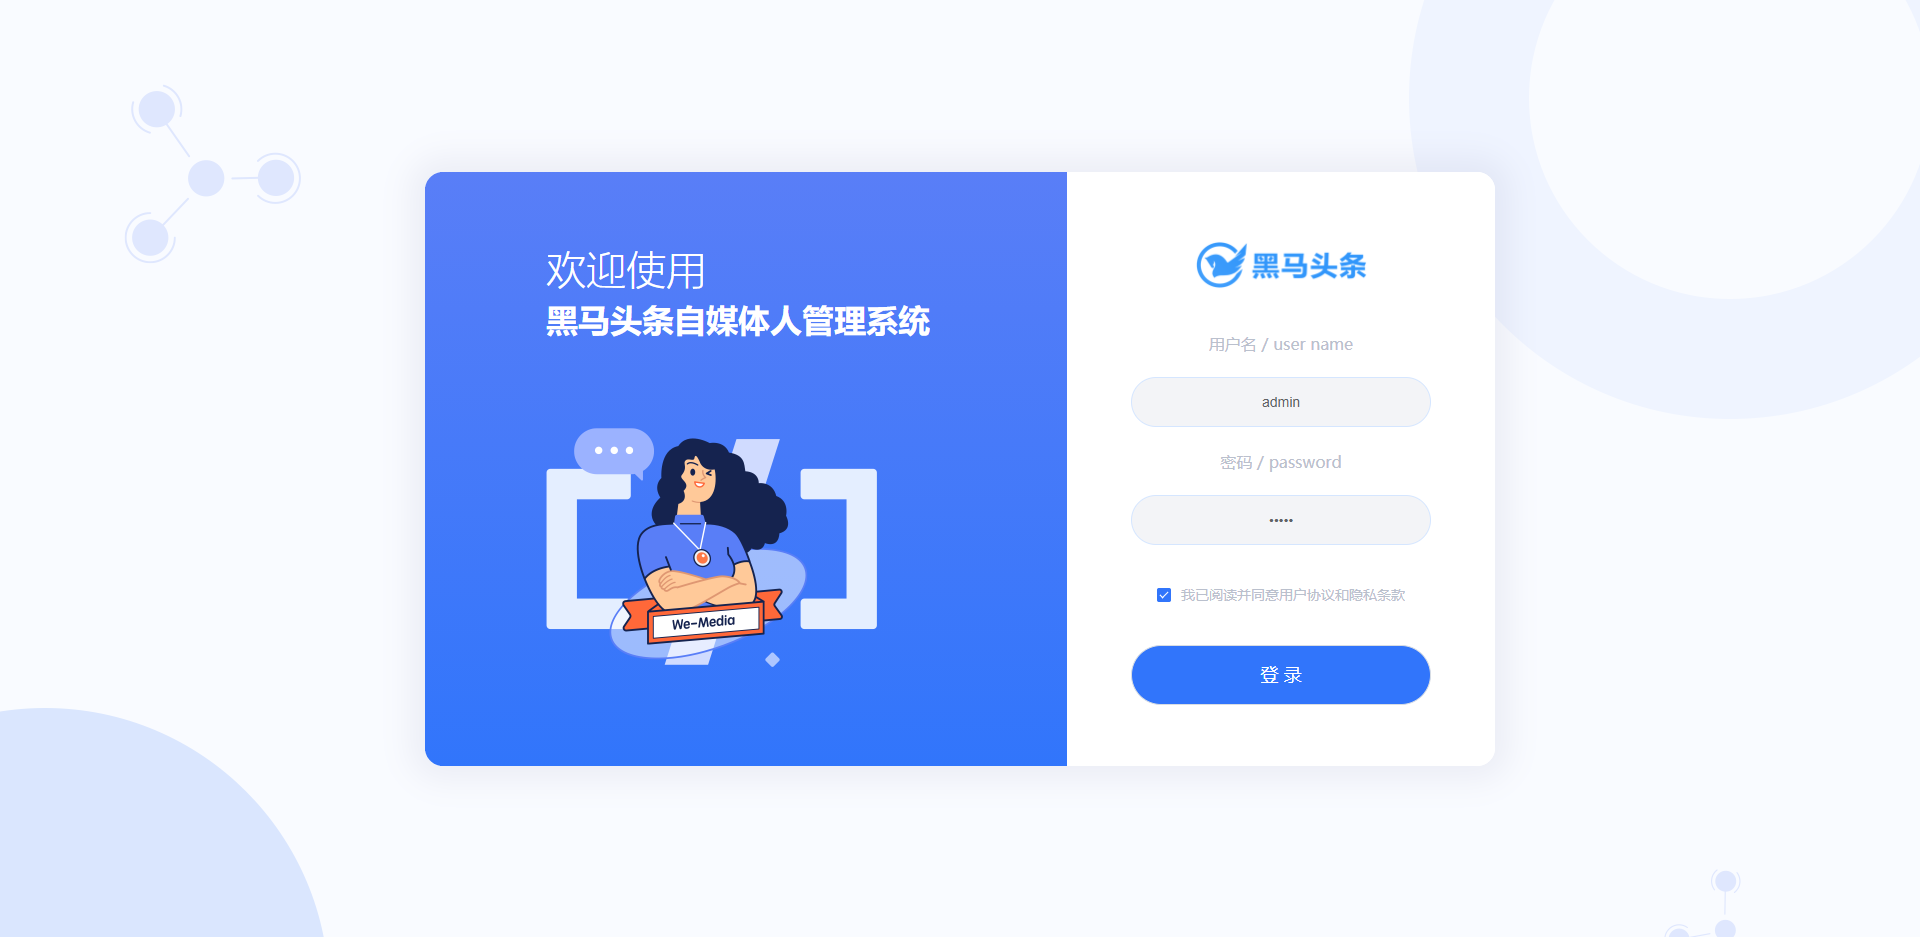 欢迎使用
黑马头条自媒体人管理系统
We-Media
黑马头条
用户名 / user name
admin
密码 / password
•••••
我已阅读并同意用户协议和隐私条款
登 录